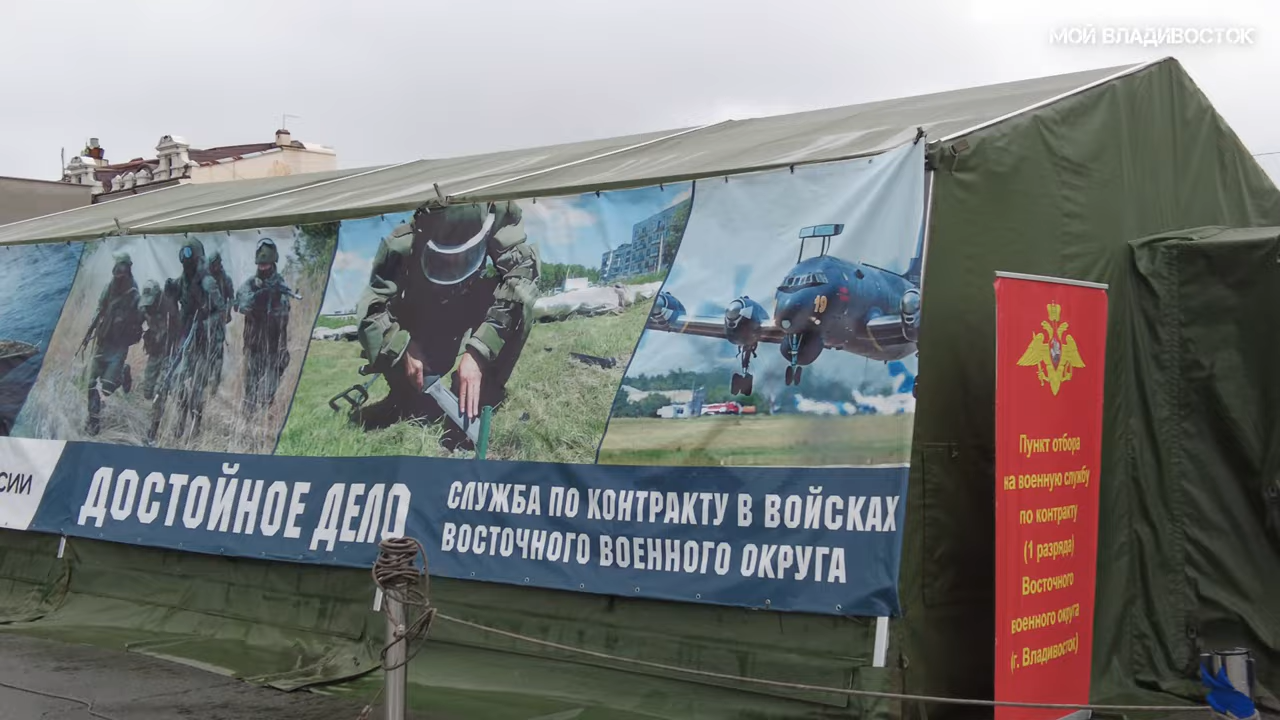 МОЙ ВЛАДИВОСТОК
19
ДОСТОЙНОЕ ДЕЛО
СЛУЖБА ПО КОНТРАКТУ В ВОЙСКАХ
ВОСТОЧНОГО ВОЕННОГО ОКРУГА
Пункт отбора
на военную службу
по контракту
(1 разряда)
Восточного
военного округа
(г. Владивосток)